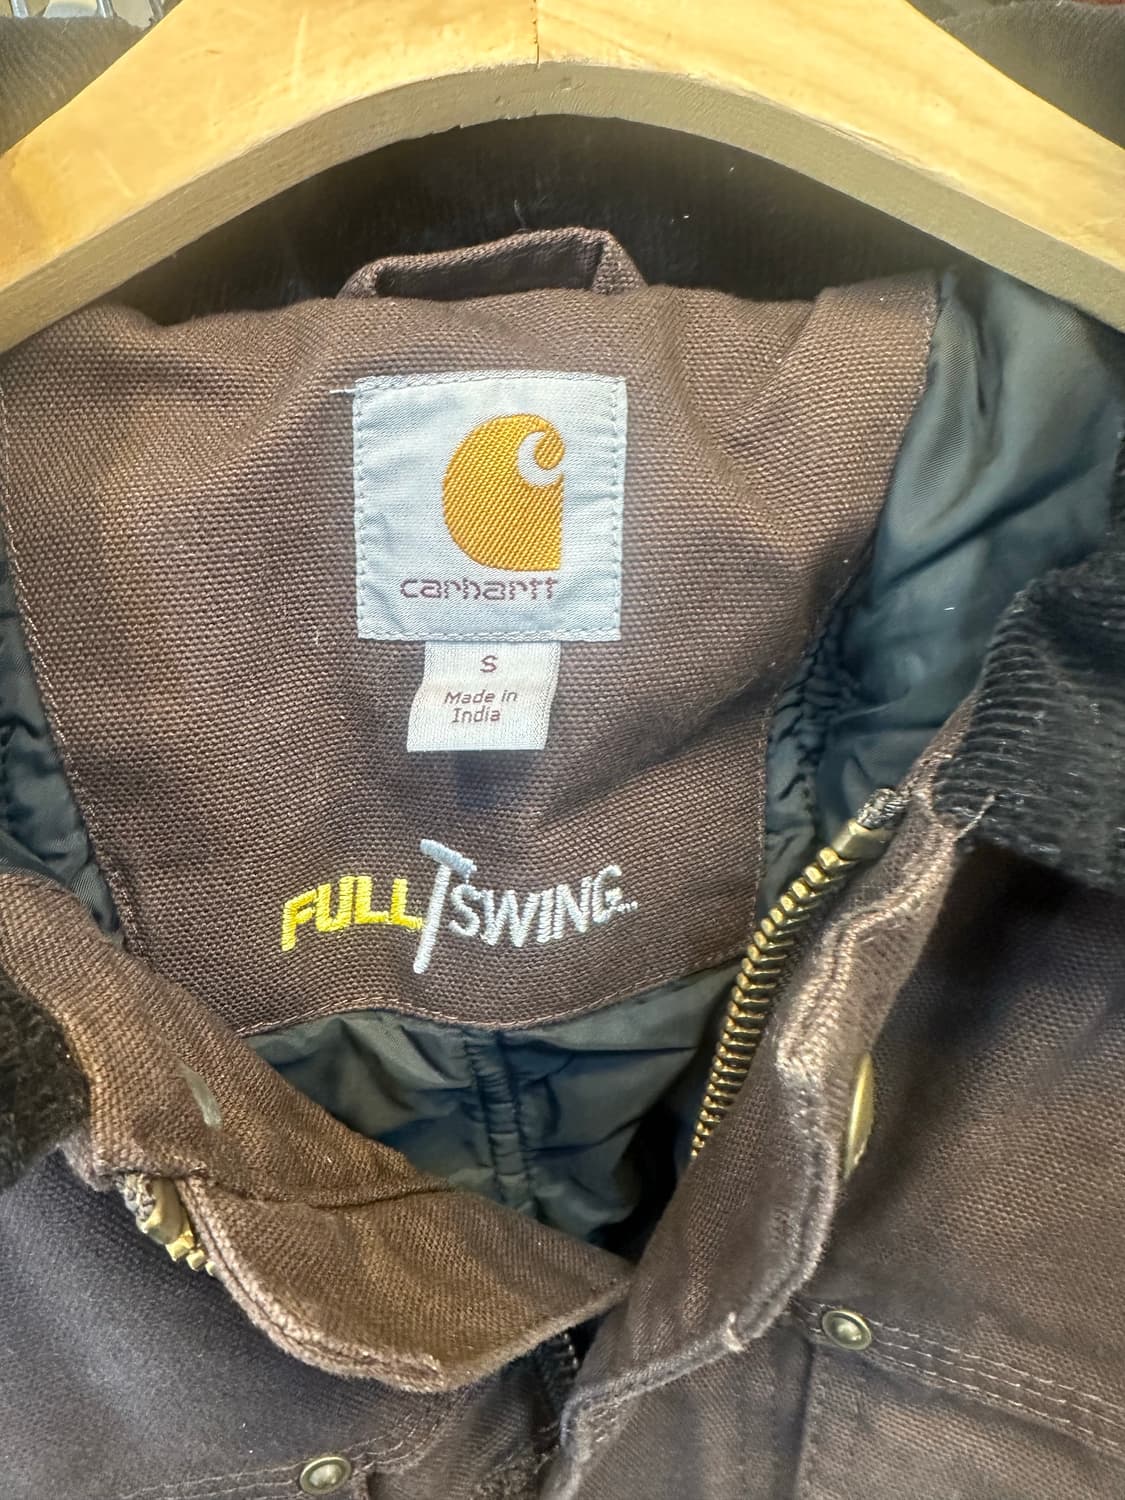 carhartt
S
Made in
India
FULL SWING